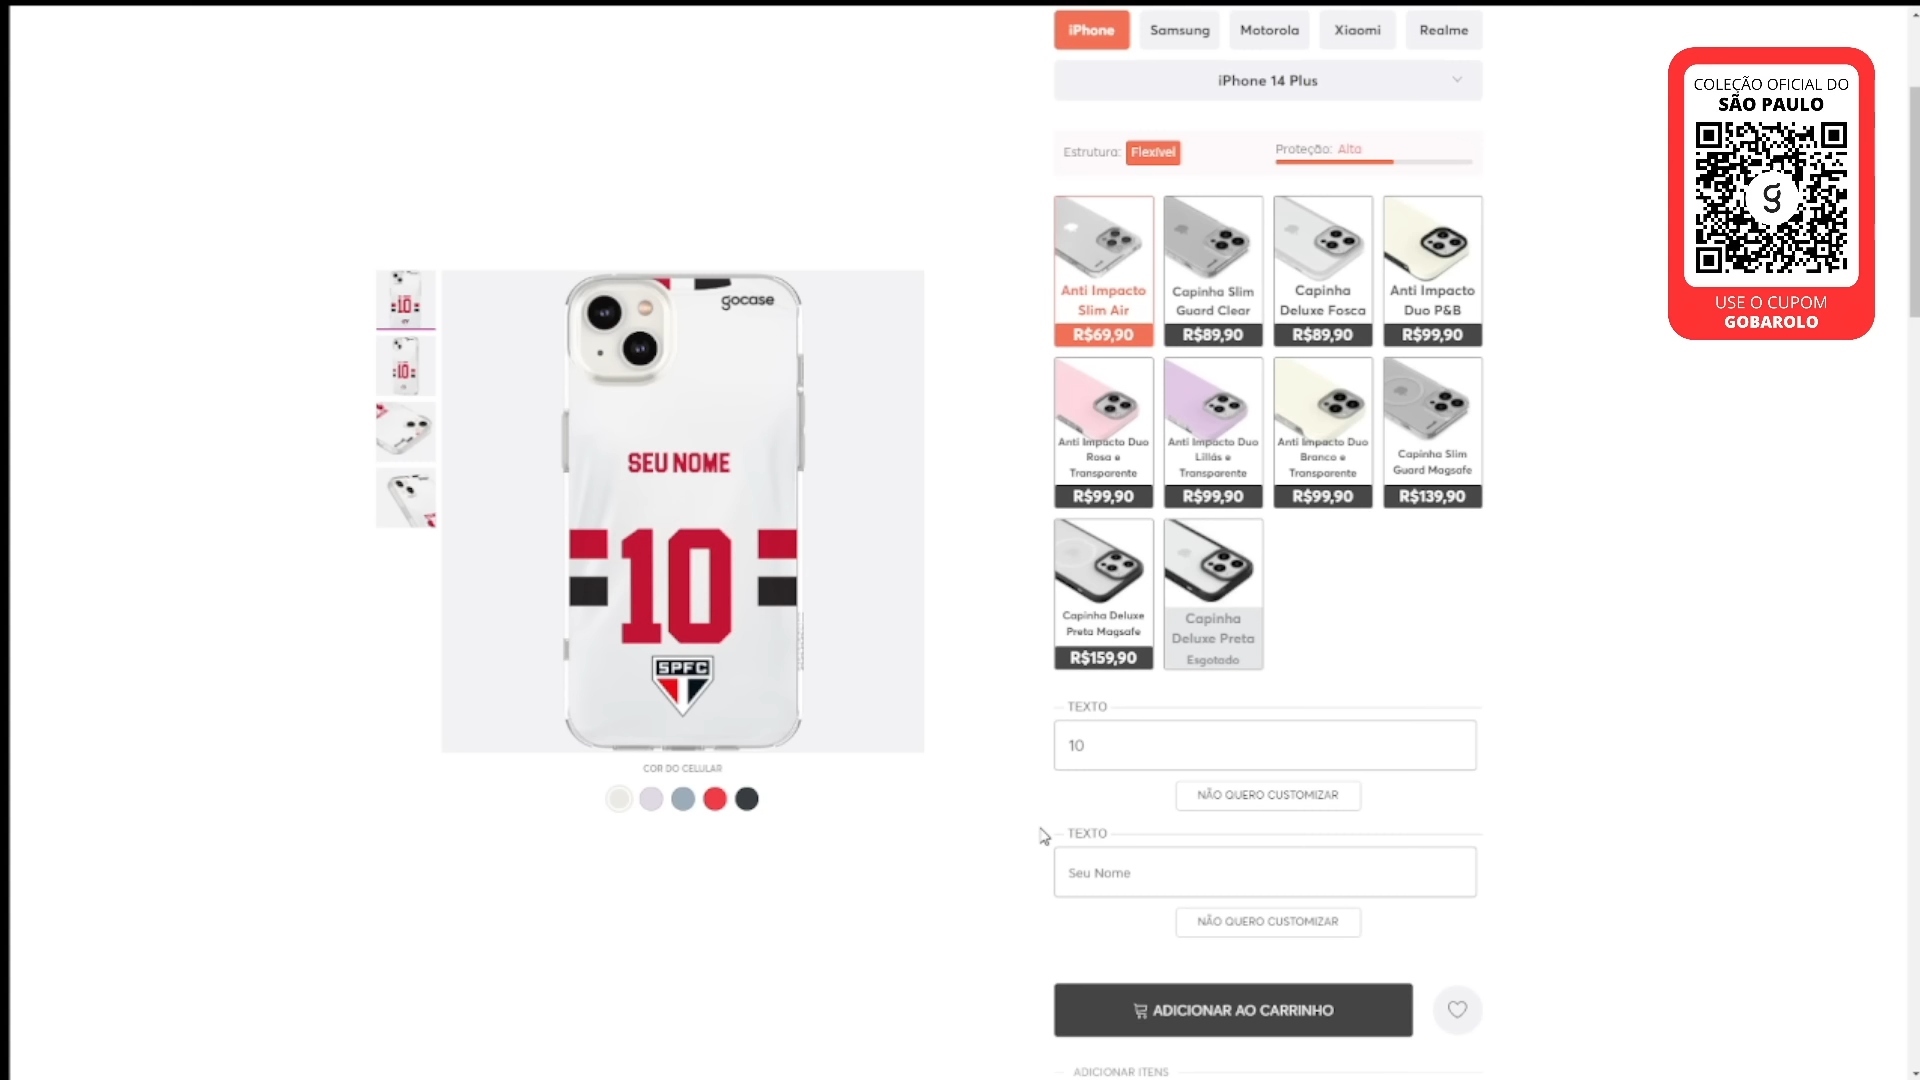 iPhone
Samsung
Motorola
Xiaomi
Realme
iPhone 14 Plus
Estrutura: Flexível
Proteção: Alta
Anti Impacto
Slim Air
R$69,90
Capinha Slim
Guard Clear
R$89,90
Capinha
Deluxe Fosca
R$89,90
Anti Impacto
Duo P&B
R$99,90
Anti Impacto Duo
Rosa e
Transparente
R$99,90
Anti Impacto Duo
Lillás e
Transparente
R$99,90
Anti Impacto Duo
Branco e
Transparente
R$99,90
Capinha Slim
Guard Magsafe
R$139,90
Capinha Deluxe
Preta Magsafe
R$159,90
Capinha
Deluxe Preta
Esgotado
TEXTO
10
NÃO QUERO CUSTOMIZAR
TEXTO
Seu Nome
NÃO QUERO CUSTOMIZAR
ADICIONAR AO CARRINHO
ADICIONAR ITENS
gocase
SEU NOME
10
SPFC
COR DO CELULAR
COLEÇÃO OFICIAL DO
SÃO PAULO
g
USE O CUPOM
GOBAROLO